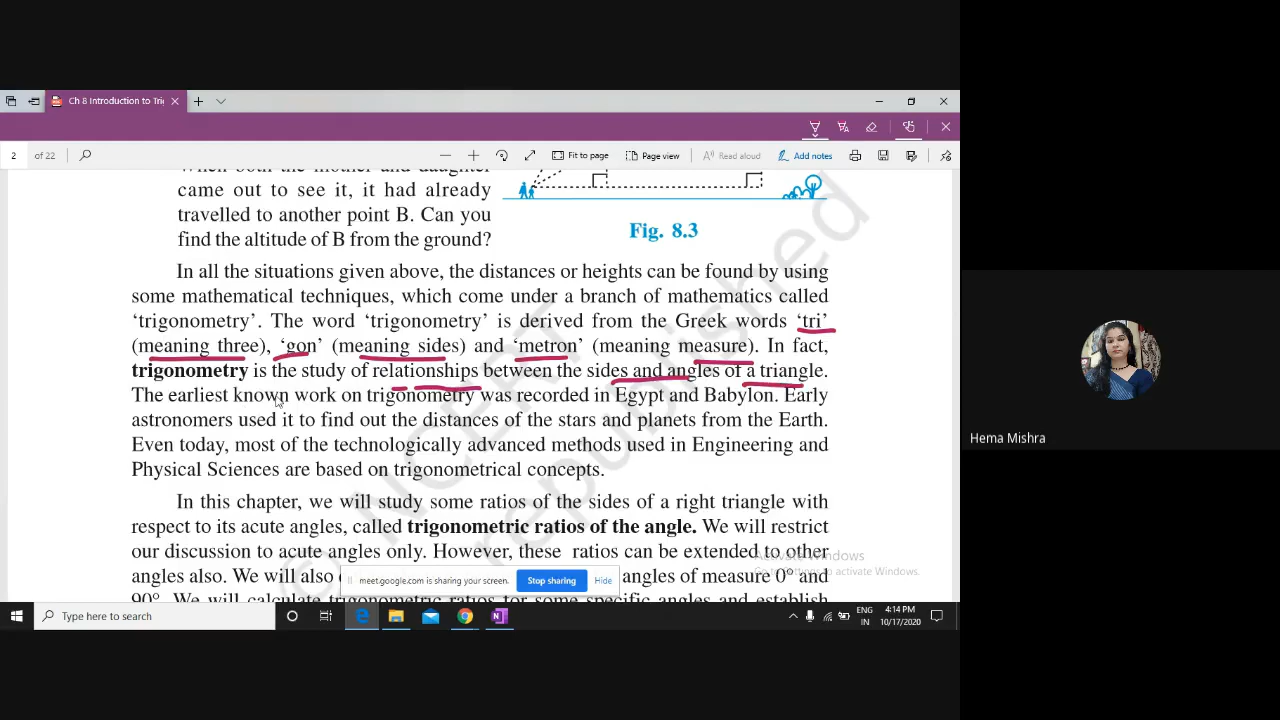 Ch 8 Introduction to Tri
2 of 22
Fit to page
Page view
Read aloud
Add notes
came out to see it, it had already
travelled to another point B. Can you
find the altitude of B from the ground?
Fig. 8.3
In all the situations given above, the distances or heights can be found by using
some mathematical techniques, which come under a branch of mathematics called
‘trigonometry’. The word ‘trigonometry’ is derived from the Greek words ‘tri’
(meaning three), ‘gon’ (meaning sides) and ‘metron’ (meaning measure). In fact,
trigonometry is the study of relationships between the sides and angles of a triangle.
The earliest known work on trigonometry was recorded in Egypt and Babylon. Early
astronomers used it to find out the distances of the stars and planets from the Earth.
Even today, most of the technologically advanced methods used in Engineering and
Physical Sciences are based on trigonometrical concepts.
In this chapter, we will study some ratios of the sides of a right triangle with
respect to its acute angles, called trigonometric ratios of the angle. We will restrict
our discussion to acute angles only. However, these ratios can be extended to other
angles also. We will also
angles of measure 0° and
© NCERT
republished
Activate Windows
Go to Settings to activate Windows.
meet.google.com is sharing your screen.
Stop sharing
Hide
Type here to search
ENG
IN
4:14 PM
10/17/2020
Hema Mishra